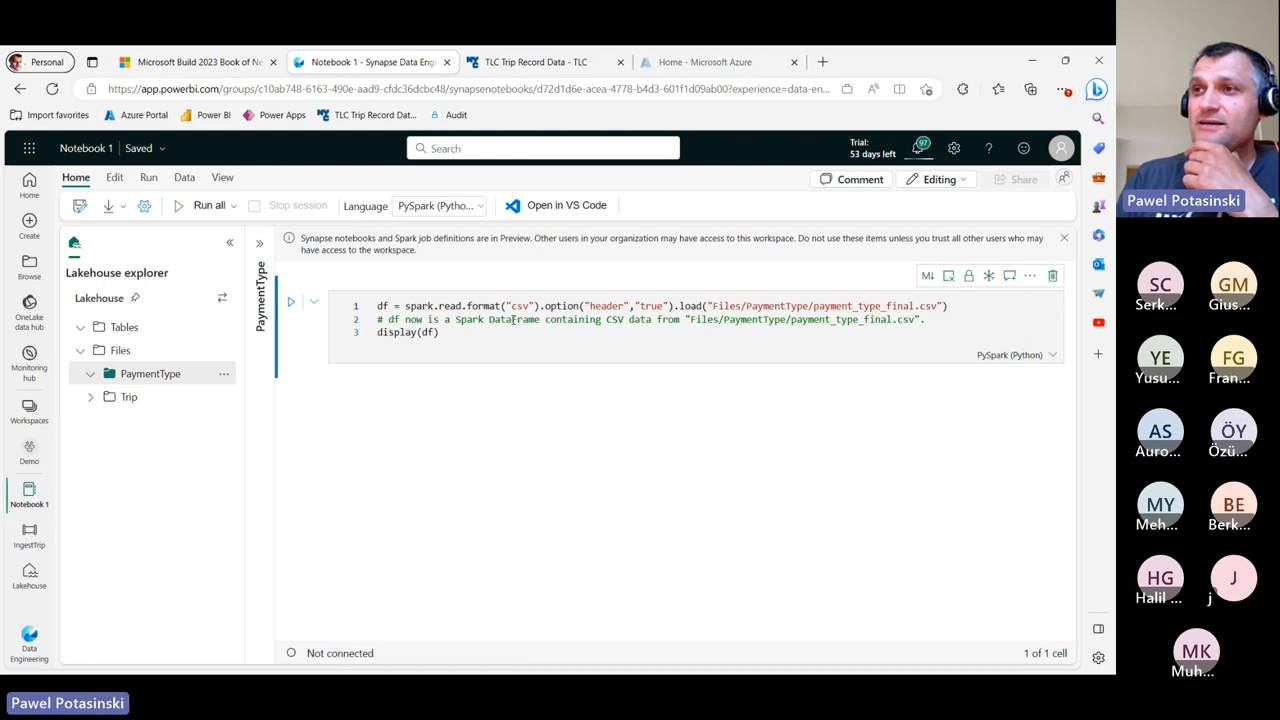 Personal
Microsoft Build 2023 Book of Ne
Notebook 1 - Synapse Data Eng
TLC Trip Record Data - TLC
Home - Microsoft Azure
https://app.powerbi.com/groups/c10ab748-6163-490e-aad9-cfdc36dcbc48/synapsenotebooks/d72d1d6e-acea-4778-b4d3-601f1d09ab00?experience=data-en...
Import favorites
Azure Portal
Power BI
Power Apps
TLC Trip Record Dat...
Audit
Notebook 1
Saved
Search
Trial:
53 days left
97
Home
Edit
Run
Data
View
Comment
Editing
Share
Run all
Stop session
Language
PySpark (Pytho...
Open in VS Code
Home
Create
Browse
OneLake
data hub
Monitoring
hub
Workspaces
Demo
Notebook 1
IngestTrip
Lakehouse
Data
Engineering
Lakehouse explorer
Lakehouse
Tables
Files
PaymentType
...
Trip
PaymentType
Synapse notebooks and Spark job definitions are in Preview. Other users in your organization may have access to this workspace. Do not use these items unless you trust all other users who may
have access to the workspace.
M↓
1 df = spark.read.format("csv").option("header","true").load("Files/PaymentType/payment_type_final.csv")
2 # df now is a Spark DataFrame containing CSV data from "Files/PaymentType/payment_type_final.csv".
3 display(df)
PySpark (Python)
Not connected
1 of 1 cell
Pawel Potasinski
SC
Serk...
GM
Gius...
YE
Yusu...
FG
Fran...
AS
Auro...
ÖY
Özü...
MY
Meh...
BE
Berk...
HG
Halil ...
J
j
MK
Muh...
Pawel Potasinski